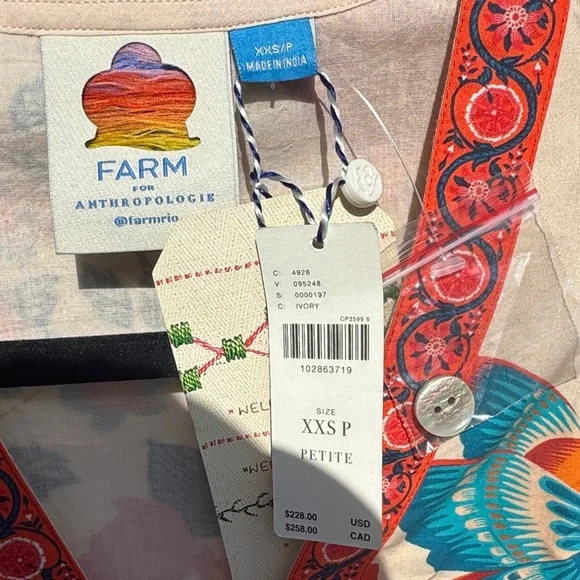 XXS/P
MADE IN INDIA
FARM
FOR
ANTHROPOLOGIE
@farmrio
C: 4928
V: 095248
S: 0000197
C: IVORY
CP3599 6
102863719
SIZE
XXS P
PETITE
$228.00 USD
$258.00 CAD